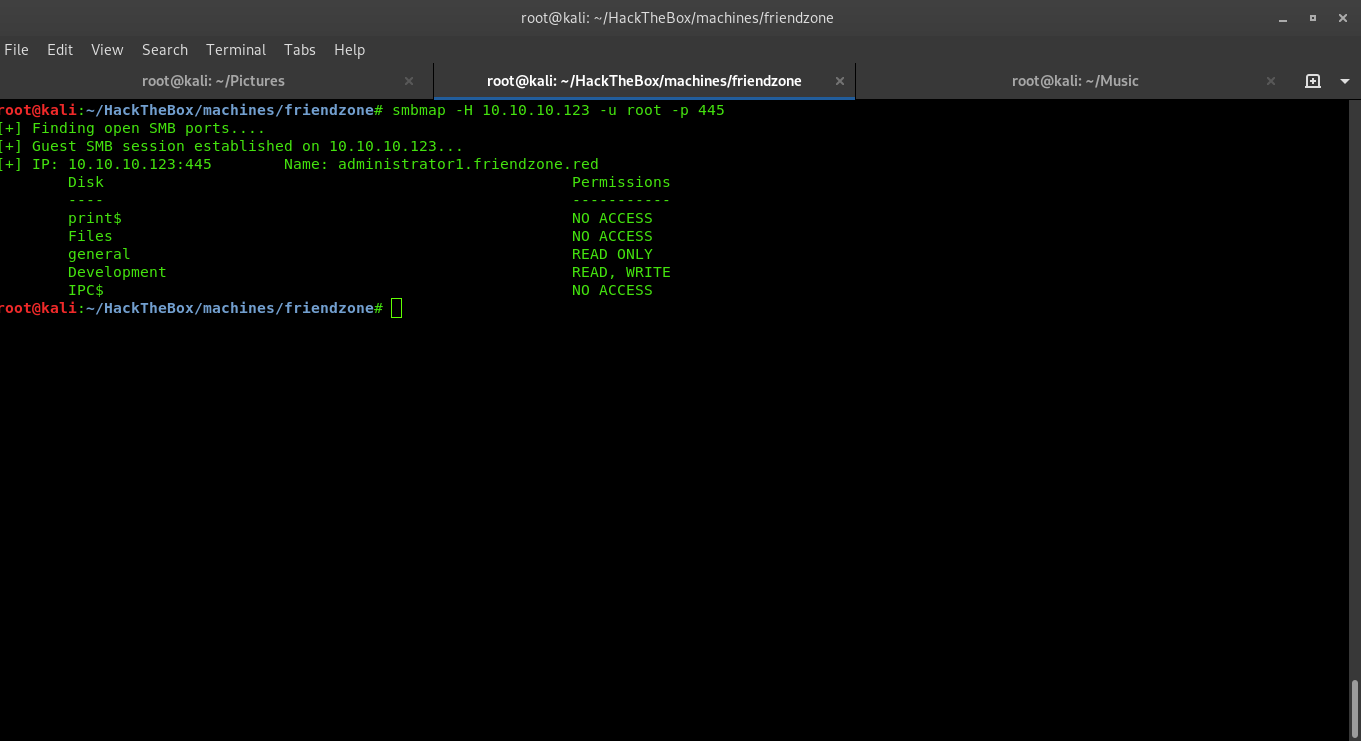 root@kali: ~/HackTheBox/machines/friendzone
File Edit View Search Terminal Tabs Help
root@kali: ~/Pictures root@kali: ~/HackTheBox/machines/friendzone root@kali: ~/Music
root@kali:~/HackTheBox/machines/friendzone# smbmap -H 10.10.10.123 -u root -p 445
[+] Finding open SMB ports....
[+] Guest SMB session established on 10.10.10.123...
[+] IP: 10.10.10.123:445 Name: administrator1.friendzone.red
Disk Permissions
---- -----------
print$ NO ACCESS
Files NO ACCESS
general READ ONLY
Development READ, WRITE
IPC$ NO ACCESS
root@kali:~/HackTheBox/machines/friendzone#